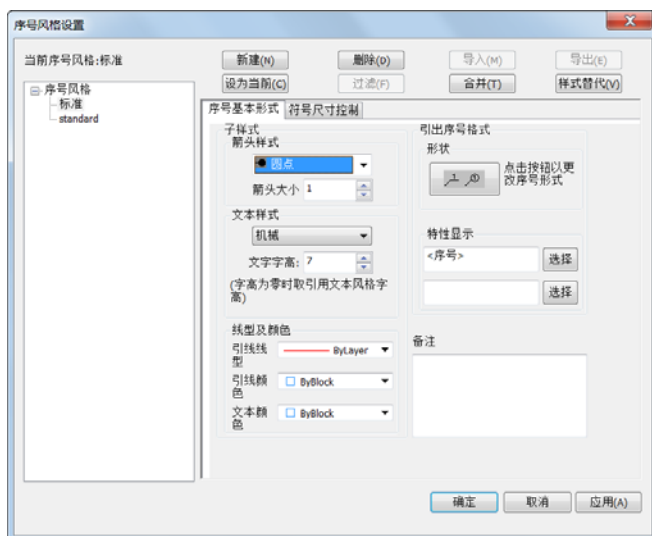 序号风格设置
当前序号风格:标准
新建(N) 删除(D) 导入(M) 导出(E)
设为当前(C) 过滤(F) 合并(T) 样式替代(V)
序号风格
标准
standard
序号基本形式 符号尺寸控制
子样式
箭头样式
圆点
箭头大小 1
文本样式
机械
文字字高: 7
(字高为零时取引用文本风格字
高)
线型及颜色
引线线
型
ByLayer
引线颜
色
ByBlock
文本颜
色
ByBlock
引出序号格式
形状
点击按钮以更
改序号形式
特性显示
<序号> 选择
选择
备注
确定 取消 应用(A)